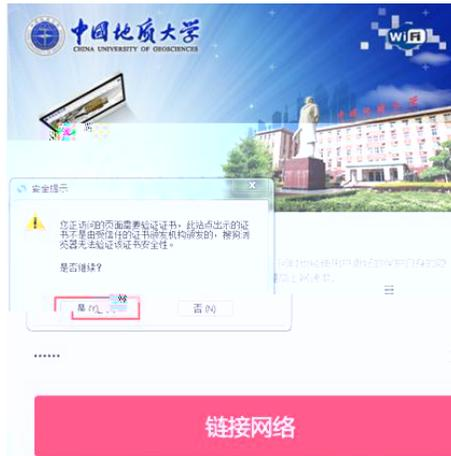 中国地质大学
CHINA UNIVERSITY OF GEOSCIENCES
WiFi
安全提示
您正访问的页面需要验证证书，此站点出示的证
书不是由受信任的证书颁发机构颁发的，搜狗浏
览器无法验证该证书安全性。
是否继续?
否(N)
••••••
链接网络